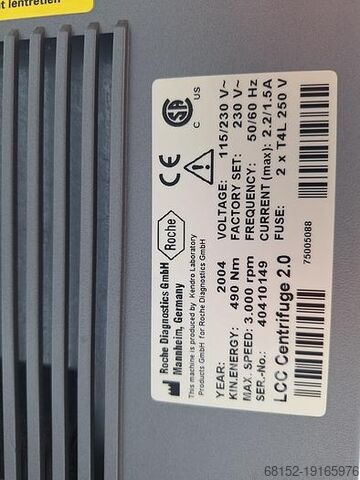 t lentretien
C US
Roche
Roche Diagnostics GmbH
Mannheim, Germany
This machine is produced by Kendro Laboratory
Products GmbH for Roche Diagnostics GmbH
YEAR: 2004
KIN.ENERGY: 490 Nm
MAX. SPEED: 3.000 rpm
SER.-No.: 40410149
VOLTAGE: 115/230 V~
FACTORY SET: 230 V~
FREQUENCY: 50/60 Hz
CURRENT (max): 2.2/1.5A
FUSE: 2 x T4L 250 V
LCC Centrifuge 2.0
75005088
68152-19165976